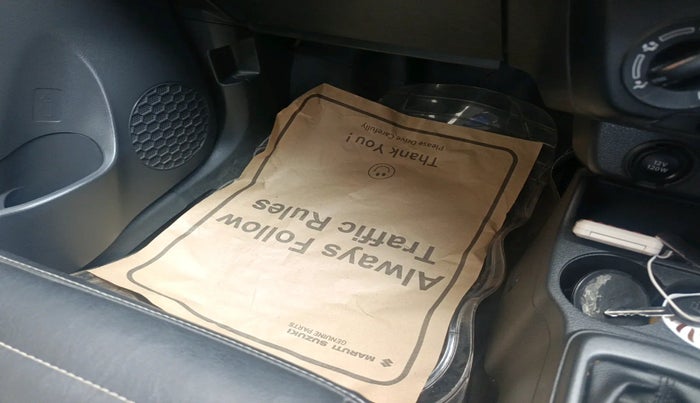 Always Follow
Traffic Rules
Thank You !
Please Drive Carefully
MARUTI SUZUKI
GENUINE PARTS
12V
120W